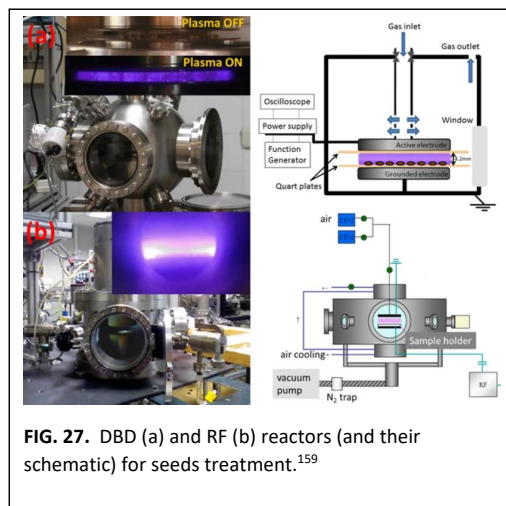 (a)
Plasma OFF
Plasma ON
Gas inlet
Gas outlet
Oscilloscope
Power supply
Function
Generator
Window
Active electrode
2mm
Quart plates
Grounded electrode
(b)
air
air cooling
Sample holder
vacuum
pump
N₂ trap
RF
FIG. 27. DBD (a) and RF (b) reactors (and their
schematic) for seeds treatment.¹⁵⁹